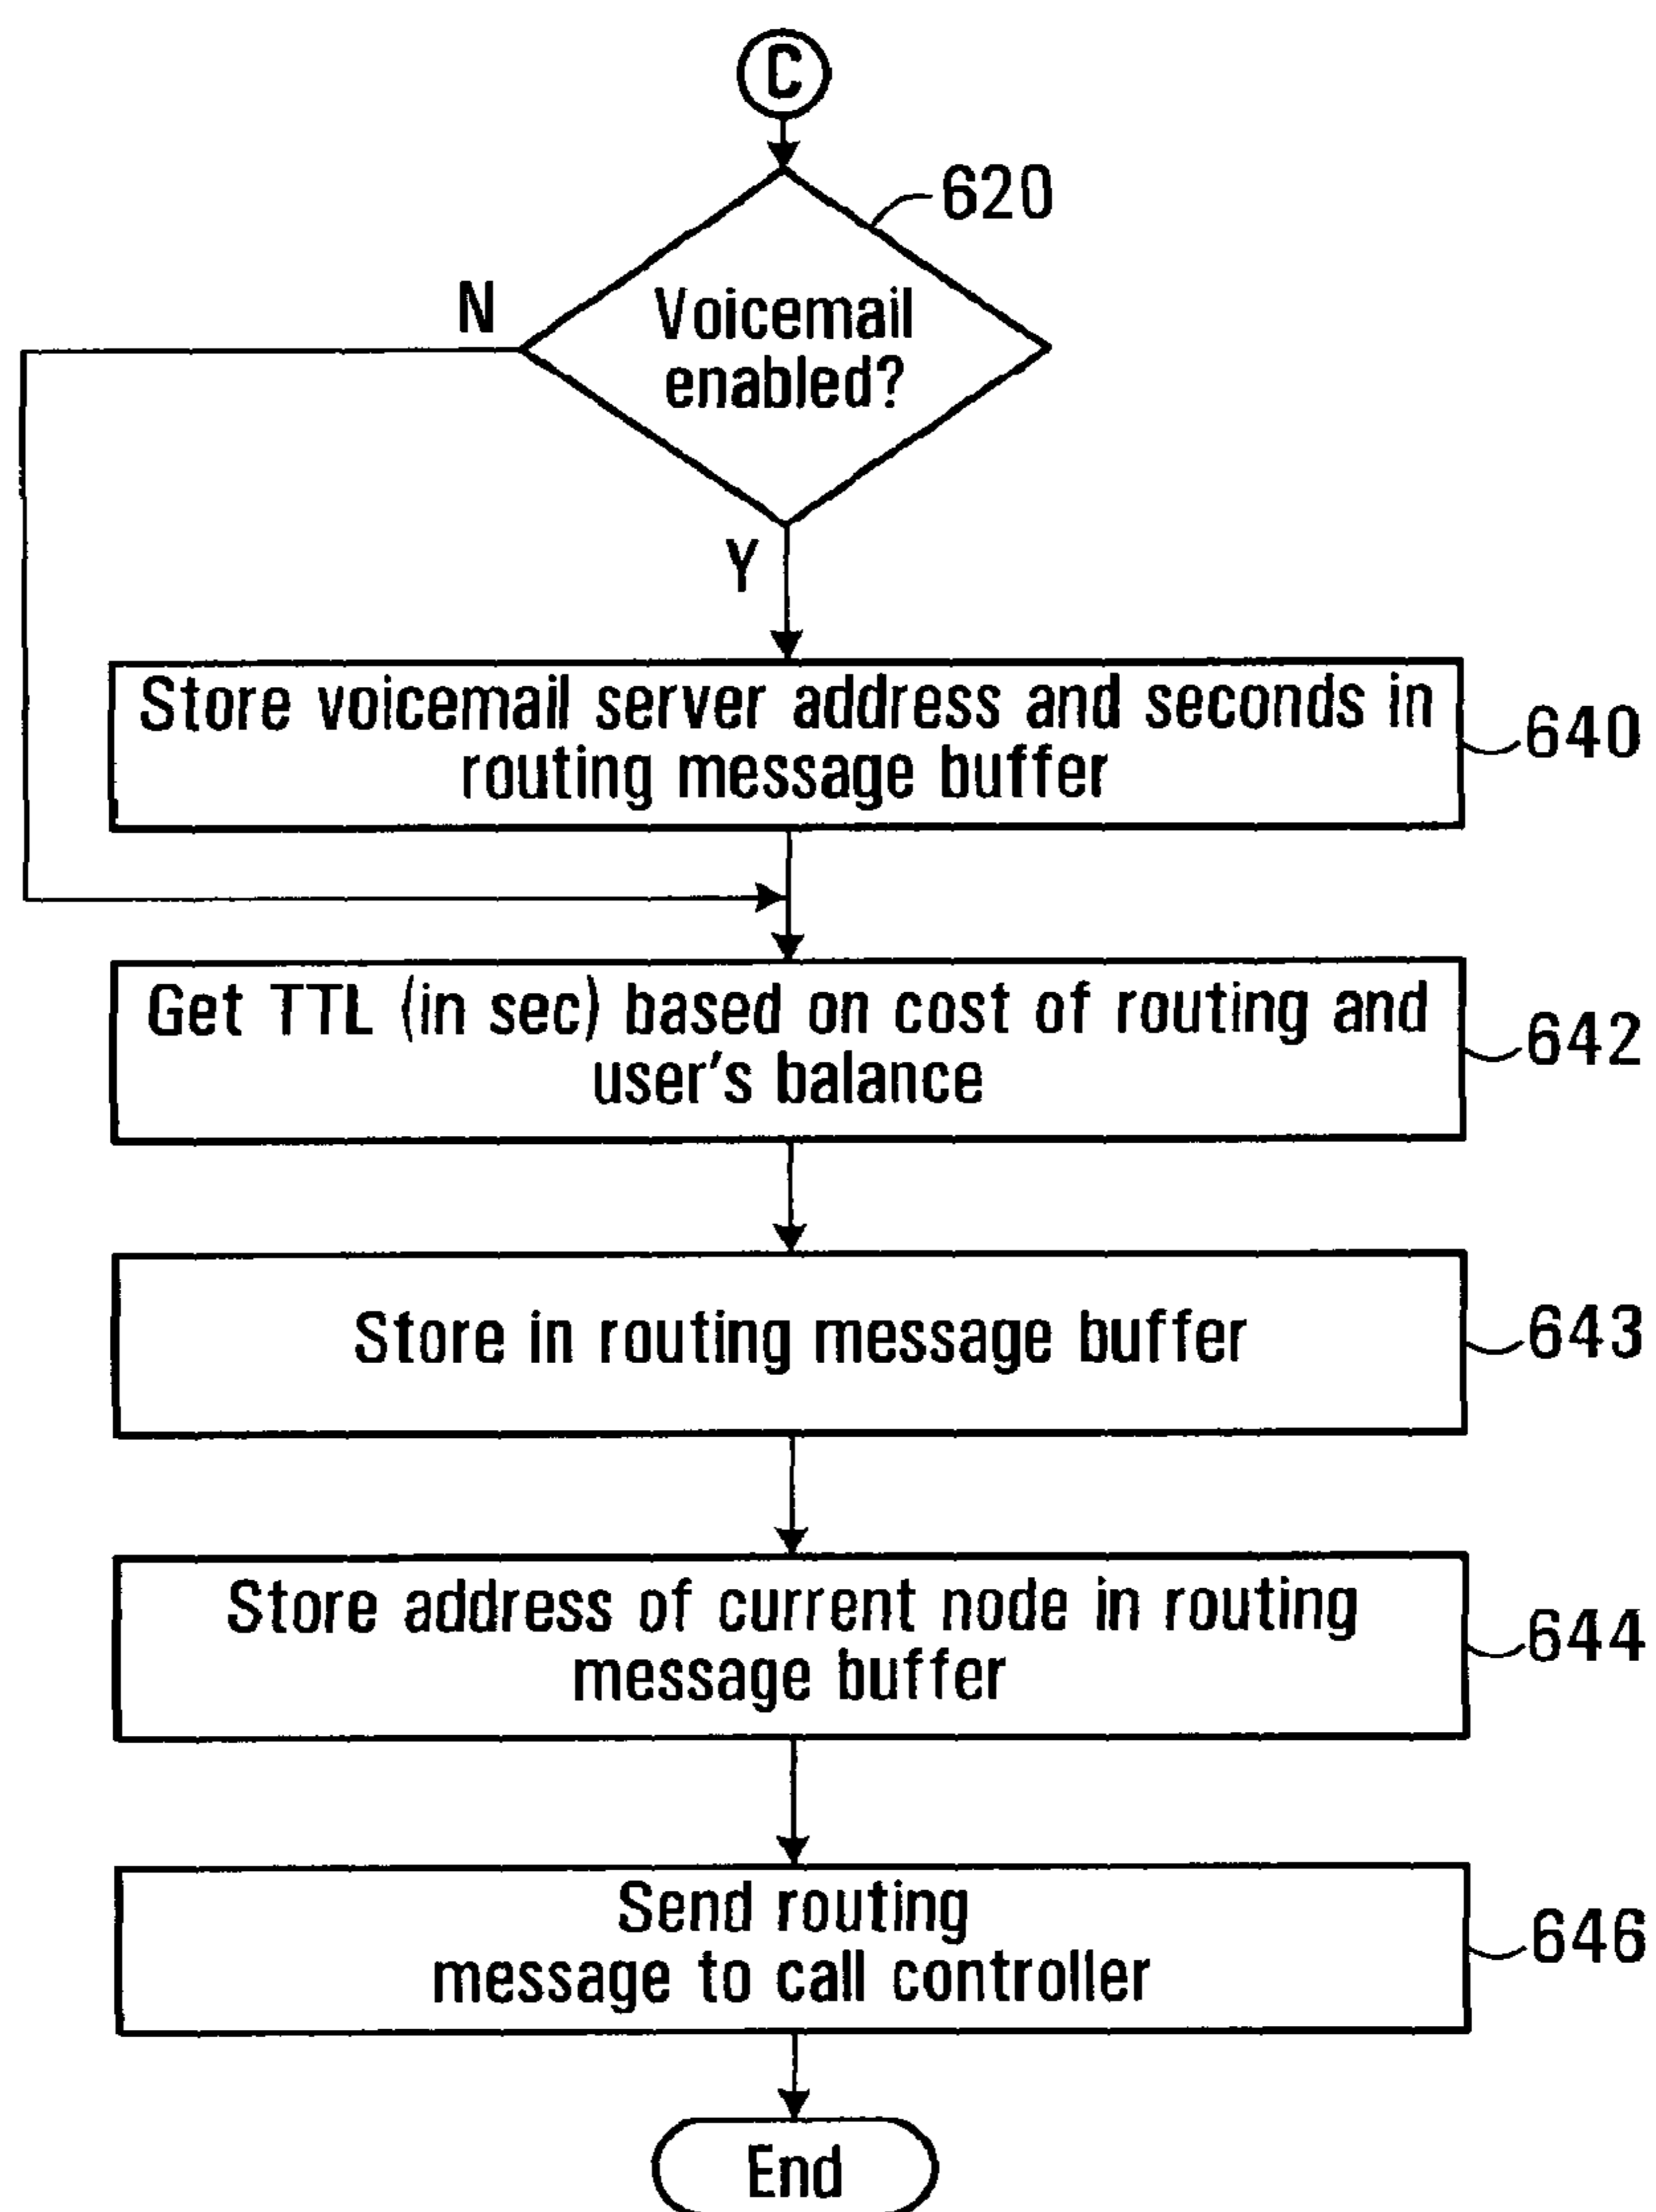 C
620
N
Voicemail
enabled?
Y
Store voicemail server address and seconds in
routing message buffer
640
Get TTL (in sec) based on cost of routing and
user's balance
642
Store in routing message buffer
643
Store address of current node in routing
message buffer
644
Send routing
message to call controller
646
End